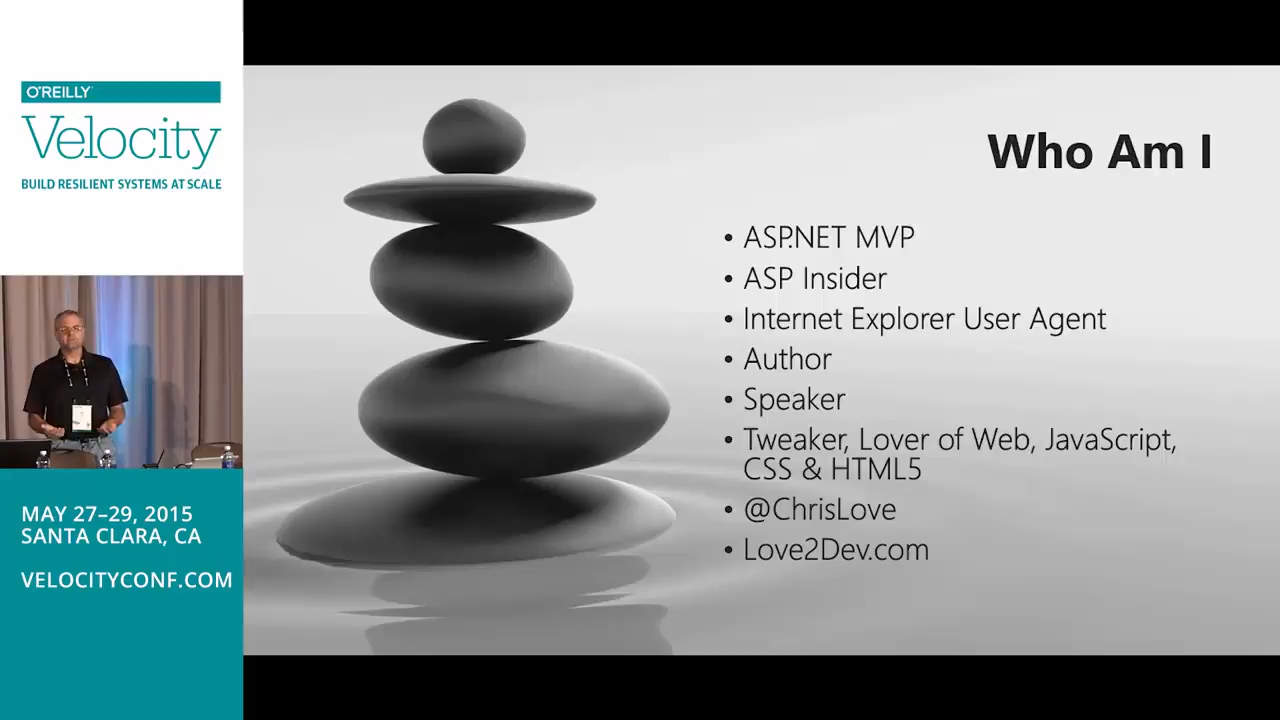 O'REILLY
Velocity
BUILD RESILIENT SYSTEMS AT SCALE
MAY 27–29, 2015
SANTA CLARA, CA
VELOCITYCONF.COM
Who Am I
• ASP.NET MVP
• ASP Insider
• Internet Explorer User Agent
• Author
• Speaker
• Tweaker, Lover of Web, JavaScript,
CSS & HTML5
• @ChrisLove
• Love2Dev.com